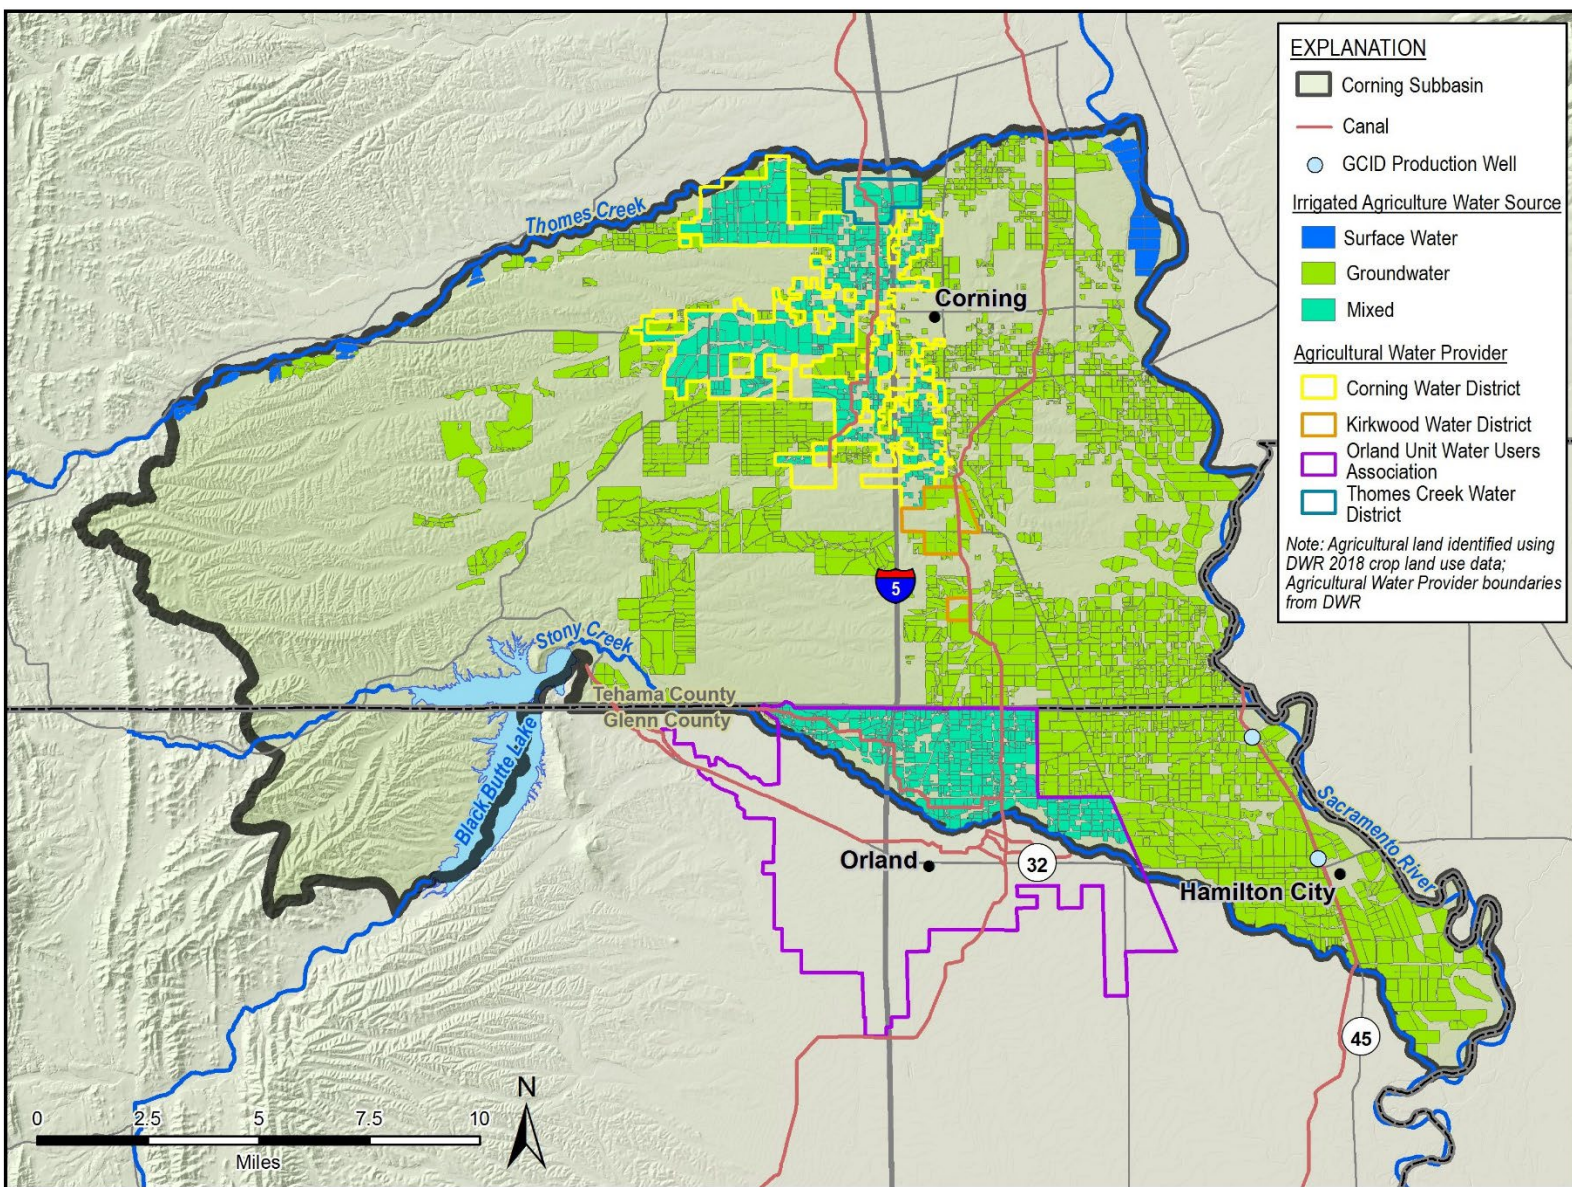 EXPLANATION
Corning Subbasin
Canal
GCID Production Well
Irrigated Agriculture Water Source
Surface Water
Groundwater
Mixed
Agricultural Water Provider
Corning Water District
Kirkwood Water District
Orland Unit Water Users
Association
Thomes Creek Water
District
Note: Agricultural land identified using
DWR 2018 crop land use data;
Agricultural Water Provider boundaries
from DWR
Thomes Creek
Corning
5
Stony Creek
Tehama County
Glenn County
Black Butte Lake
Sacramento River
Orland
32
Hamilton City
45
N
0 2.5 5 7.5 10
Miles